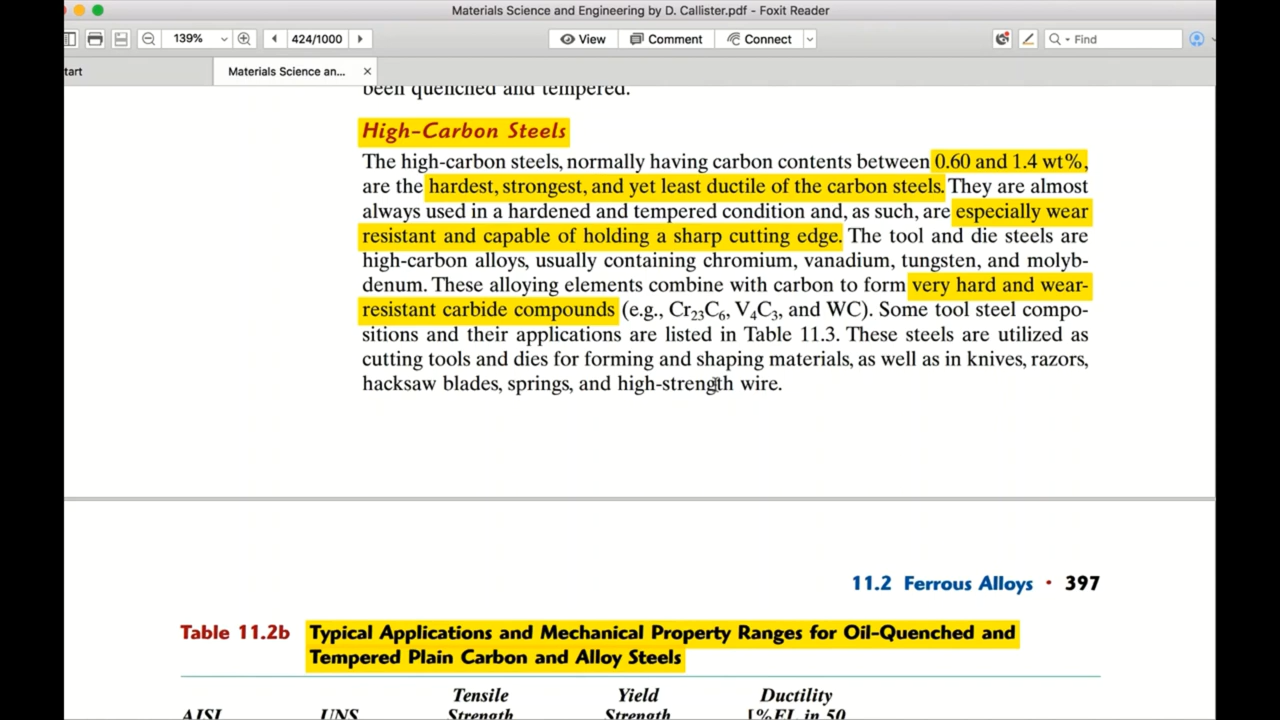 Materials Science and Engineering by D. Callister.pdf - Foxit Reader
139%
424/1000
View
Comment
Connect
Find
tart
Materials Science an...
been quenched and tempered.
High-Carbon Steels
The high-carbon steels, normally having carbon contents between 0.60 and 1.4 wt%,
are the hardest, strongest, and yet least ductile of the carbon steels. They are almost
always used in a hardened and tempered condition and, as such, are especially wear
resistant and capable of holding a sharp cutting edge. The tool and die steels are
high-carbon alloys, usually containing chromium, vanadium, tungsten, and molyb-
denum. These alloying elements combine with carbon to form very hard and wear-
resistant carbide compounds (e.g., Cr₂₃C₆, V₄C₃, and WC). Some tool steel compo-
sitions and their applications are listed in Table 11.3. These steels are utilized as
cutting tools and dies for forming and shaping materials, as well as in knives, razors,
hacksaw blades, springs, and high-strength wire.
11.2 Ferrous Alloys • 397
Table 11.2b Typical Applications and Mechanical Property Ranges for Oil-Quenched and
Tempered Plain Carbon and Alloy Steels
Tensile Yield Ductility
AISI UNS Strength Strength [%EL in 50